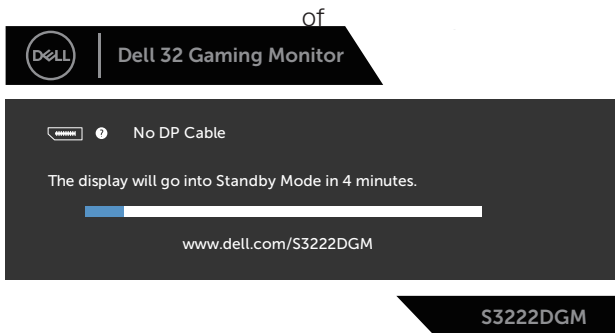 of
DELL
Dell 32 Gaming Monitor
? No DP Cable
The display will go into Standby Mode in 4 minutes.
www.dell.com/S3222DGM
S3222DGM